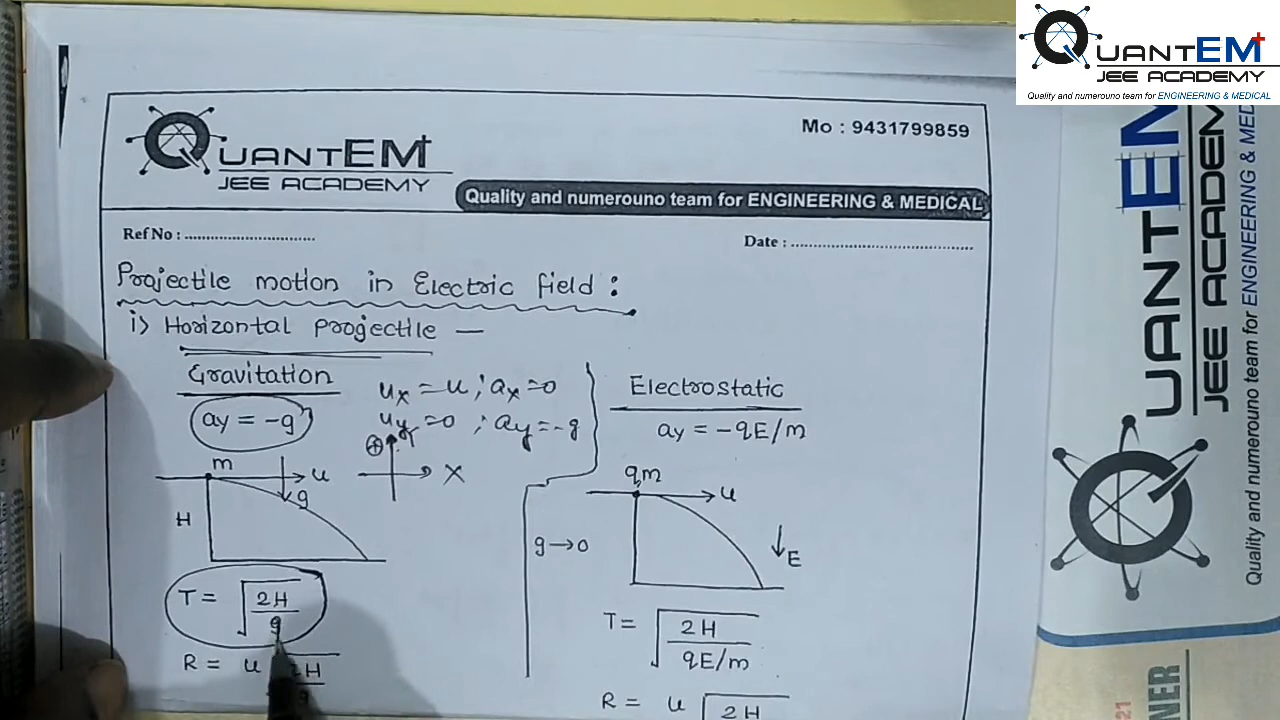 QUANTEM+
JEE ACADEMY
Quality and numerouno team for ENGINEERING & MEDICAL
QUANTEM+
JEE ACADEMY
Mo : 9431799859
Quality and numerouno team for ENGINEERING & MEDICAL
Ref No : ..............................
Date : ..........................................
Projectile motion in Electric field :
i) Horizontal projectile —
Gravitation
ay = -g
ux = u ; ax = 0
uy = 0 ; ay = -g
Electrostatic
ay = -qE/m
m
u
g
H
X
g → 0
qm
u
E
T = √(2H/g)
R = u √(2H/g)
T = √(2H/(qE/m))
R = u √2H
QUANTEM
JEE ACADEM
Quality and numerouno team for ENGINEERING & MED